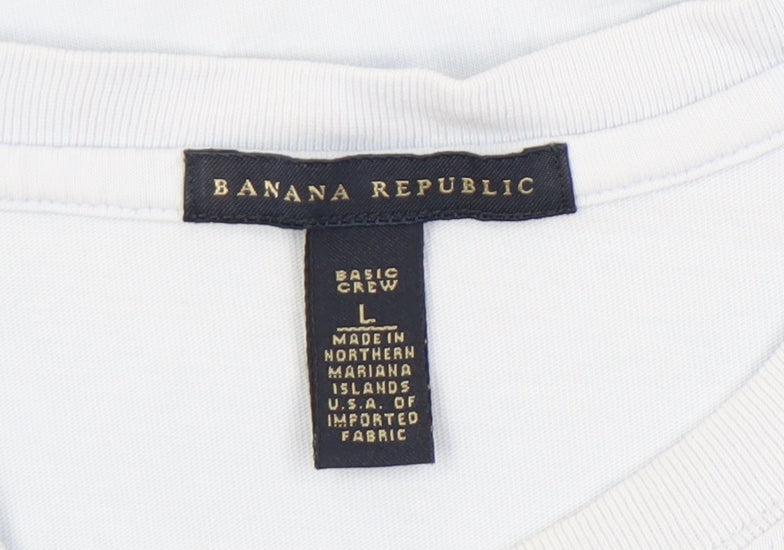 BANANA REPUBLIC
BASIC
CREW
L
MADE IN
NORTHERN
MARIANA
ISLANDS
U.S.A. OF
IMPORTED
FABRIC